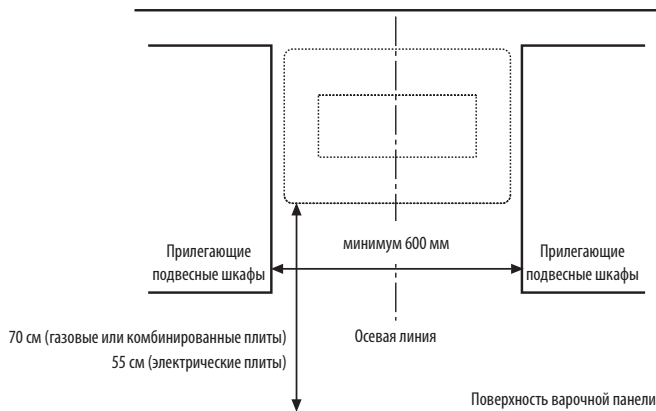 Прилегающие
подвесные шкафы
минимум 600 мм
Прилегающие
подвесные шкафы
70 см (газовые или комбинированные плиты)
55 см (электрические плиты)
Осевая линия
Поверхность варочной панели